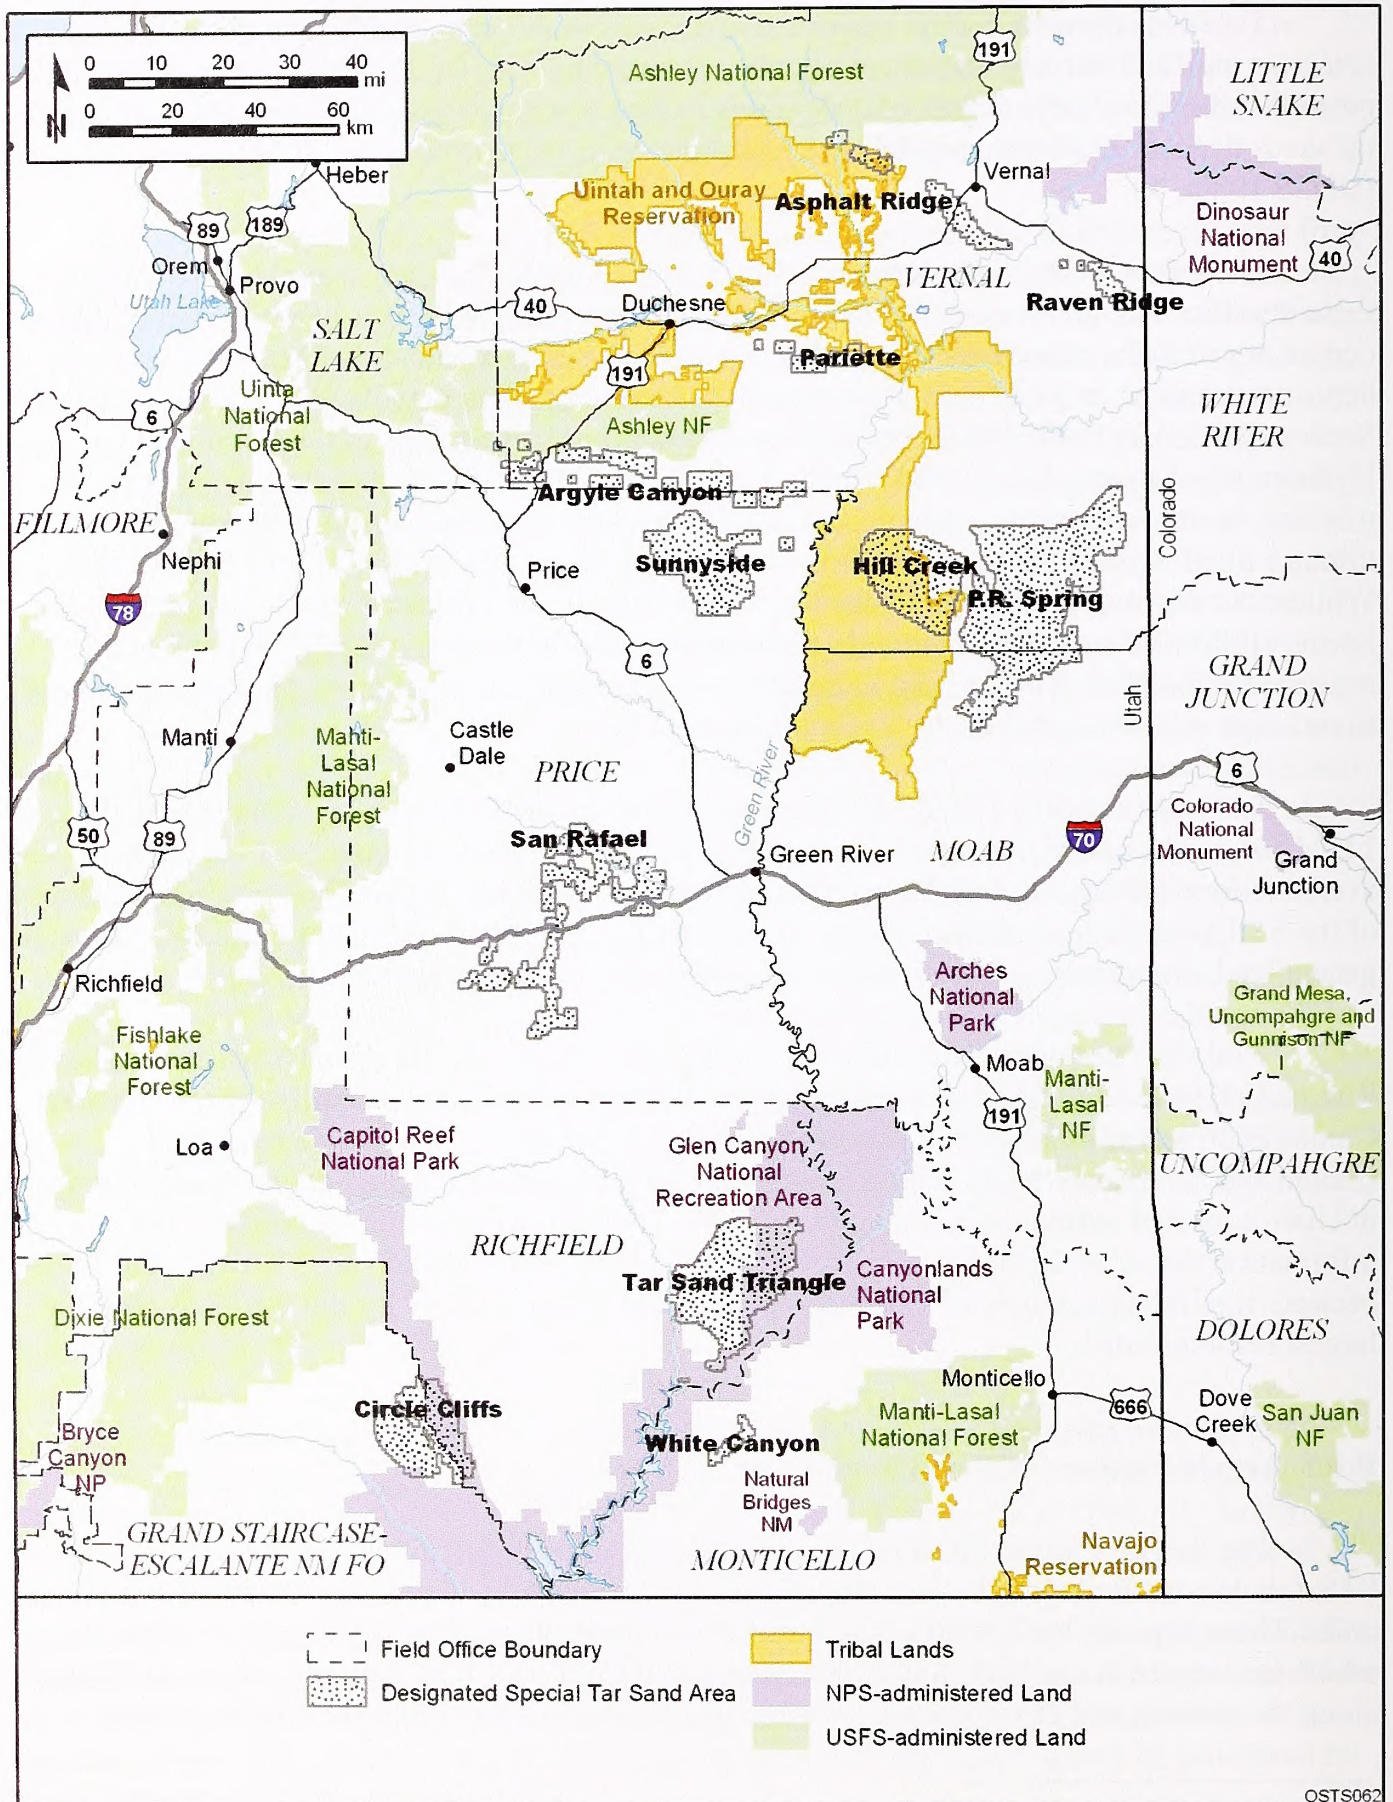 0 10 20 30 40 mi
0 20 40 60 km
N
Ashley National Forest
191
LITTLE
SNAKE
Heber
Vernal
Uintah and Ouray
Reservation
Asphalt Ridge
89
189
Dinosaur
National
Monument
40
Orem
Provo
Utah Lake
VERNAL
Raven Ridge
40
Duchesne
SALT
LAKE
191
Pariette
6
Uinta
National
Forest
Ashley NF
WHITE
RIVER
Argyle Canyon
Colorado
FILLMORE
Nephi
Price
Sunnyside
Hill Creek
P.R. Spring
78
6
GRAND
JUNCTION
Utah
Manti
Manti-
Lasal
National
Forest
Castle
Dale
PRICE
Green River
6
50
89
San Rafael
Green River
MOAB
70
Colorado
National
Monument
Grand
Junction
Richfield
Arches
National
Park
Grand Mesa,
Uncompahgre and
Gunnison NF
Fishlake
National
Forest
Moab
Manti-
Lasal
NF
191
Loa
Capitol Reef
National Park
Glen Canyon
National
Recreation Area
UNCOMPAHGRE
RICHFIELD
Tar Sand Triangle
Canyonlands
National
Park
Dixie National Forest
DOLORES
Monticello
666
Dove
Creek
San Juan
NF
Circle Cliffs
Manti-Lasal
National Forest
White Canyon
Bryce
Canyon
NP
Natural
Bridges
NM
GRAND STAIRCASE-
ESCALANTE NM FO
MONTICELLO
Navajo
Reservation
Field Office Boundary
Designated Special Tar Sand Area
Tribal Lands
NPS-administered Land
USFS-administered Land
OSTS062